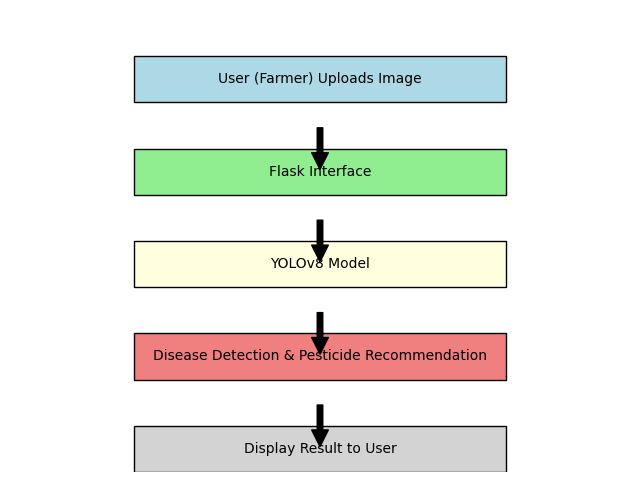 User (Farmer) Uploads Image
Flask Interface
YOLOv8 Model
Disease Detection & Pesticide Recommendation
Display Result to User